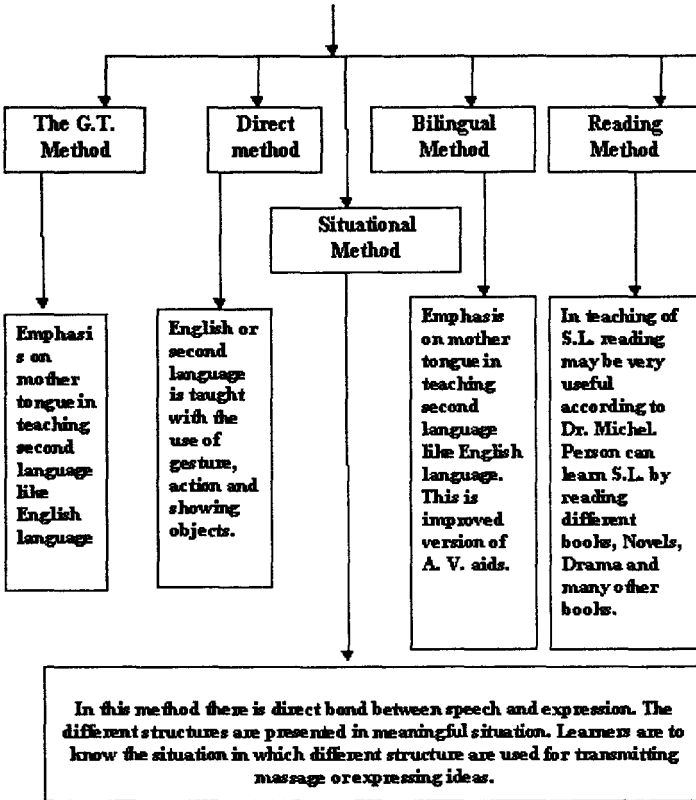 The G.T.
Method
Direct
method
Bilingual
Method
Reading
Method
Situational
Method
Emphasi
s on
mother
tongue in
teaching
second
language
like
English
language
English or
second
language
is taught
with the
use of
gesture,
action and
showing
objects.
Emphasis
on mother
tongue in
teaching
second
language
like English
language.
This is
improved
version of
A. V. aids.
In teaching of
S.L. reading
may be very
useful
according to
Dr. Michel.
Person can
learn S.L. by
reading
different
books, Novels,
Drama and
many other
books.
In this method there is direct bond between speech and expression. The
different structures are presented in meaningful situation. Learners are to
know the situation in which different structure are used for transmitting
massage or expressing ideas.